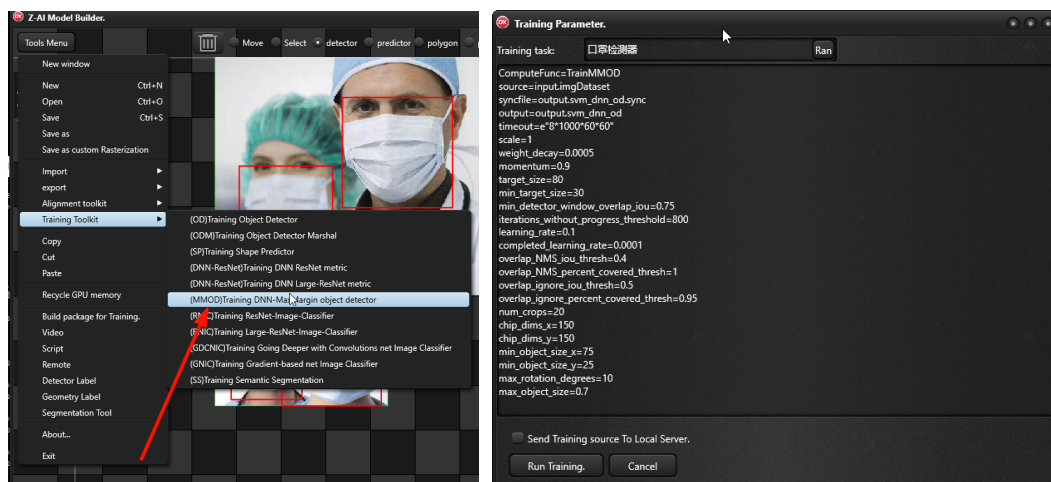 Z-AI Model Builder.
Tools Menu
Move
Select
detector
predictor
polygon
New window
New Ctrl+N
Open Ctrl+O
Save Ctrl+S
Save as
Save as custom Rasterization
Import
export
Alignment toolkit
Training Toolkit
(OD)Training Object Detector
(ODM)Training Object Detector Marshal
(SP)Training Shape Predictor
(DNN-ResNet)Training DNN ResNet metric
(DNN-ResNet)Training DNN Large-ResNet metric
(MMOD)Training DNN-Max-Margin object detector
Training ResNet-Image-Classifier
Training Large-ResNet-Image-Classifier
(GDCNIC)Training Going Deeper with Convolutions net Image Classifier
(GNIC)Training Gradient-based net Image Classifier
(SS)Training Semantic Segmentation
Copy
Cut
Paste
Recycle GPU memory
Build package for Training.
Video
Script
Remote
Detector Label
Geometry Label
Segmentation Tool
About...
Exit
Training Parameter.
Training task: 口罩检测器 Ran
ComputeFunc=TrainMMOD
source=input.imgDataset
syncfile=output.svm_dnn_od.sync
output=output.svm_dnn_od
timeout=e"8*1000*60*60"
scale=1
weight_decay=0.0005
momentum=0.9
target_size=80
min_target_size=30
min_detector_window_overlap_iou=0.75
iterations_without_progress_threshold=800
learning_rate=0.1
completed_learning_rate=0.0001
overlap_NMS_iou_thresh=0.4
overlap_NMS_percent_covered_thresh=1
overlap_ignore_iou_thresh=0.5
overlap_ignore_percent_covered_thresh=0.95
num_crops=20
chip_dims_x=150
chip_dims_y=150
min_object_size_x=75
min_object_size_y=25
max_rotation_degrees=10
max_object_size=0.7
Send Training source To Local Server.
Run Training.
Cancel